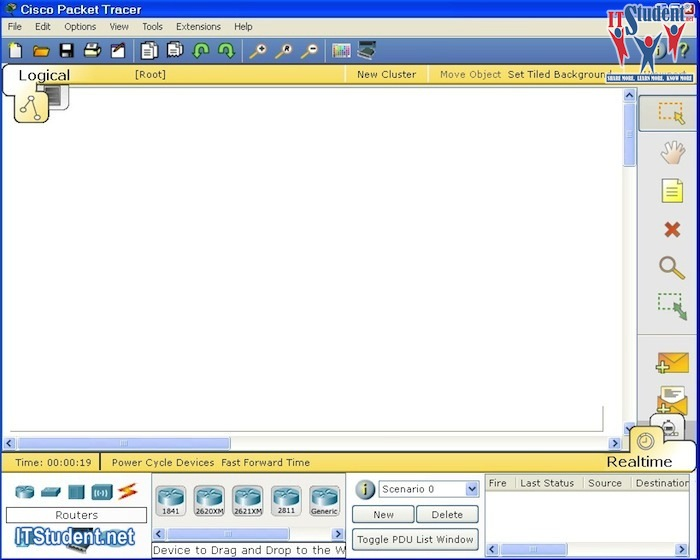 Cisco Packet Tracer
File Edit Options View Tools Extensions Help
ITStudent.net
SHARE MORE, LEARN MORE, KNOW MORE
Logical [Root] New Cluster Move Object Set Tiled Background
Time: 00:00:19 Power Cycle Devices Fast Forward Time Realtime
Fire Last Status Source Destination
Scenario 0
Routers
1841 2620XM 2621XM 2811 Generic
New Delete
ITStudent.net
Toggle PDU List Window
Device to Drag and Drop to the W